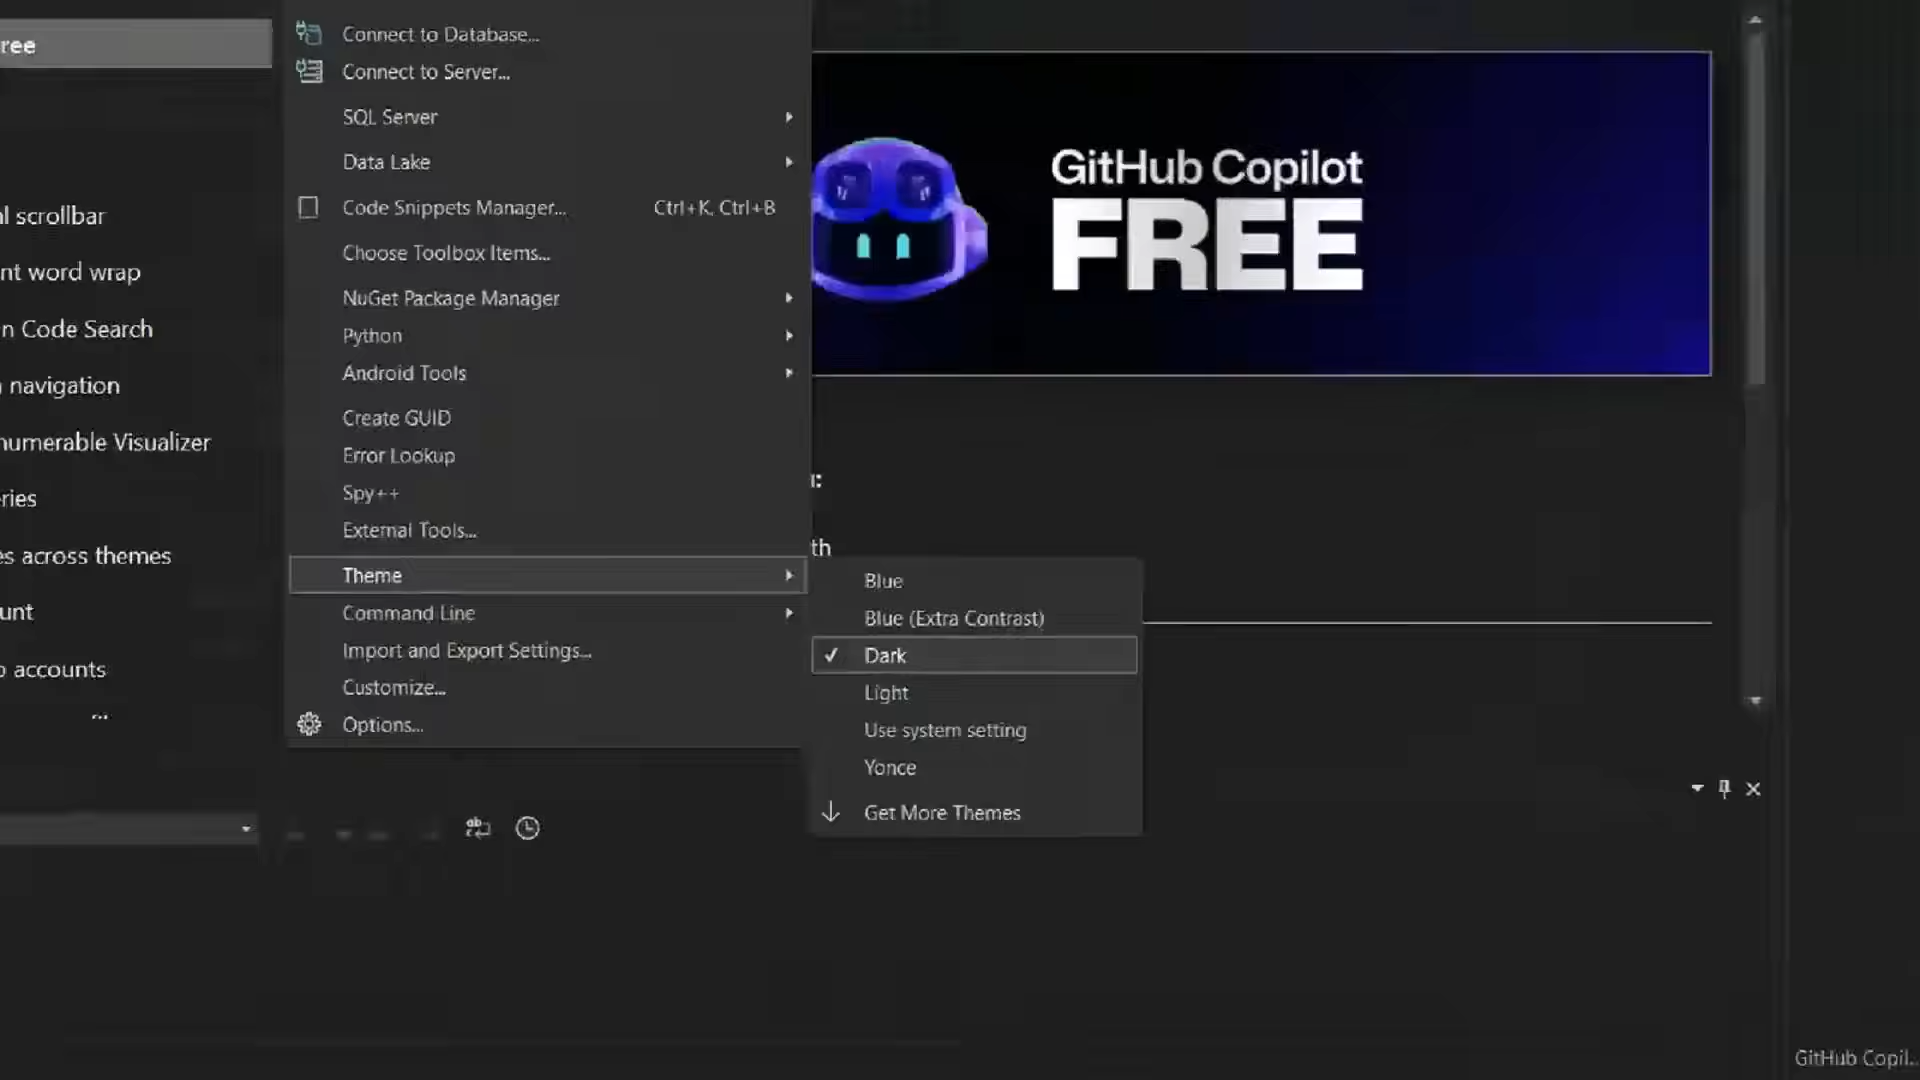 ree
l scrollbar
nt word wrap
n Code Search
navigation
numerable Visualizer
ries
es across themes
unt
o accounts
...
Connect to Database...
Connect to Server...
SQL Server
Data Lake
Code Snippets Manager... Ctrl+K, Ctrl+B
Choose Toolbox Items...
NuGet Package Manager
Python
Android Tools
Create GUID
Error Lookup
Spy++
External Tools...
Theme
Command Line
Import and Export Settings...
Customize...
Options...
Blue
Blue (Extra Contrast)
Dark
Light
Use system setting
Yonce
Get More Themes
GitHub Copilot
FREE
th
GitHub Copil...